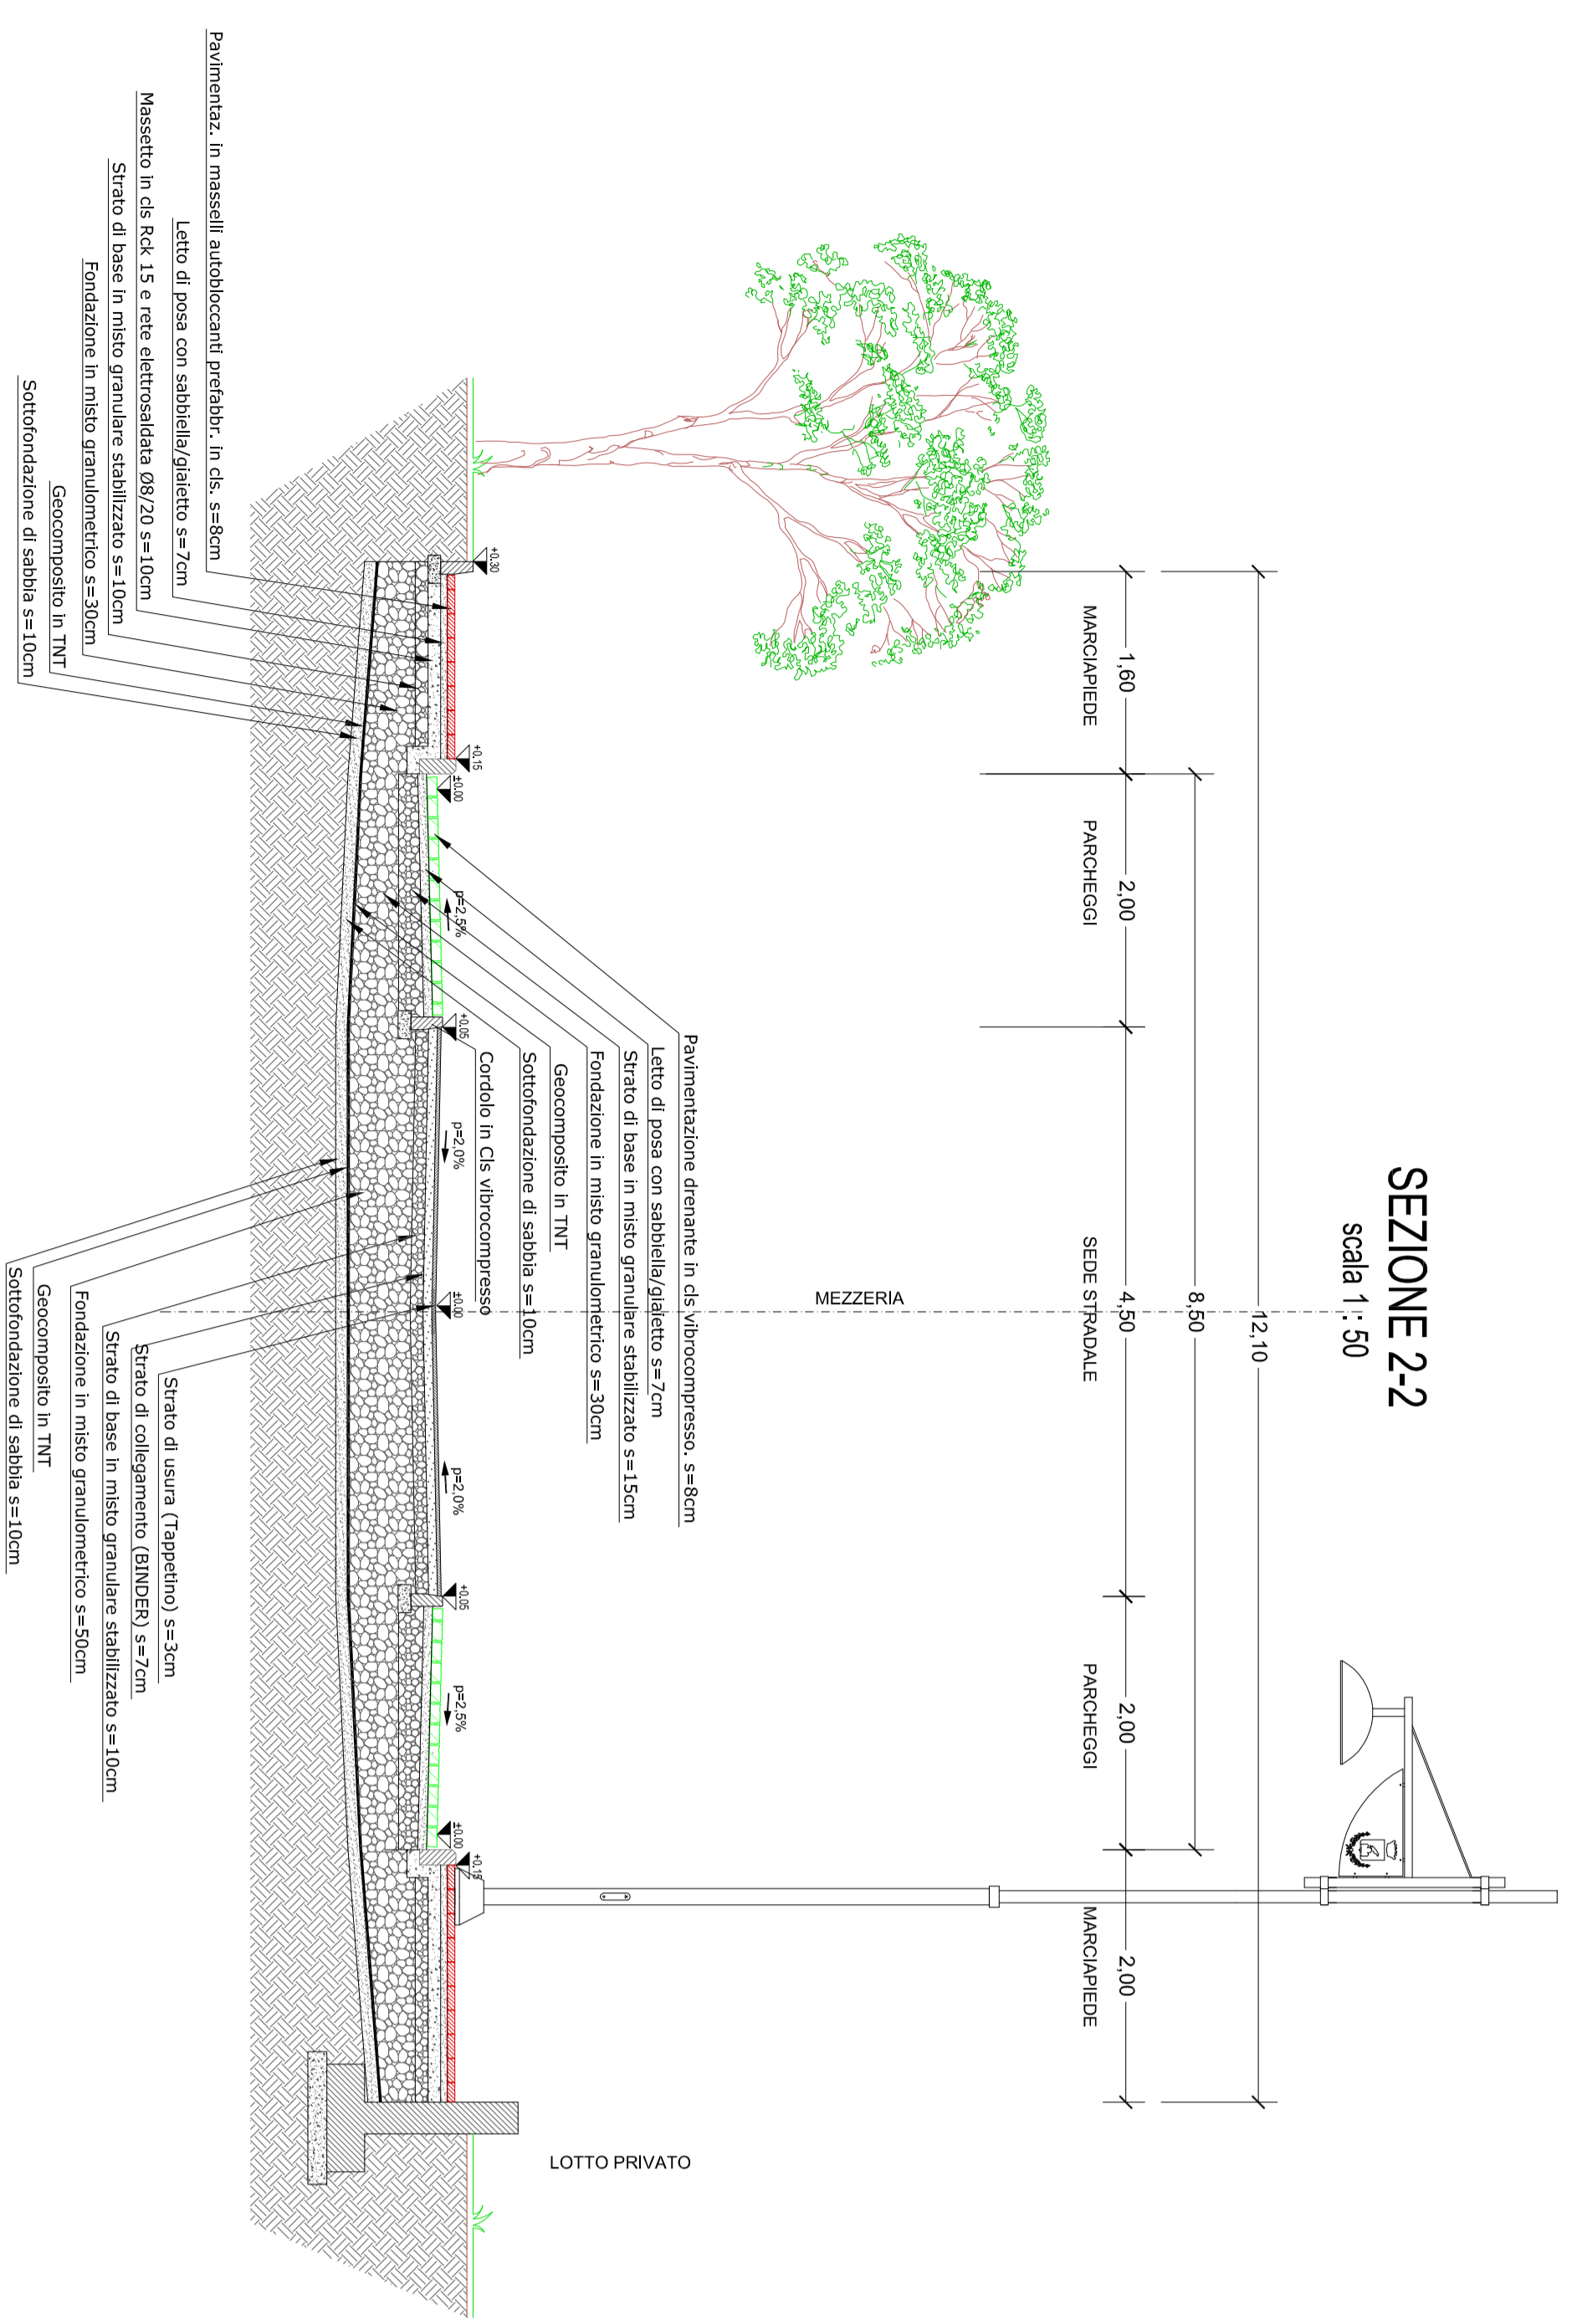 SEZIONE 2-2
scala 1: 50
12,10
8,50
1,60
2,00
4,50
2,00
2,00
MARCIAPIEDE
PARCHEGGI
SEDE STRADALE
PARCHEGGI
MARCIAPIEDE
MEZZERIA
LOTTO PRIVATO
Pavimentazione drenante in cls vibrocompresso. s=8cm
Letto di posa con sabbiella/giaietto s=7cm
Strato di base in misto granulare stabilizzato s=15cm
Fondazione in misto granulometrico s=30cm
Geocomposito in TNT
Sottofondazione di sabbia s=10cm
Cordolo in Cls vibrocompresso
+0.30
+0.15
±0.00
+0.05
±0.00
+0.05
±0.00
+0.15
p=2,5%
p=2,0%
p=2,0%
p=2,5%
Pavimentaz. in masselli autobloccanti prefabbr. in cls. s=8cm
Letto di posa con sabbiella/giaietto s=7cm
Massetto in cls Rck 15 e rete elettrosaldata Ø8/20 s=10cm
Strato di base in misto granulare stabilizzato s=10cm
Fondazione in misto granulometrico s=30cm
Geocomposito in TNT
Sottofondazione di sabbia s=10cm
Strato di usura (Tappetino) s=3cm
Strato di collegamento (BINDER) s=7cm
Strato di base in misto granulare stabilizzato s=10cm
Fondazione in misto granulometrico s=50cm
Geocomposito in TNT
Sottofondazione di sabbia s=10cm